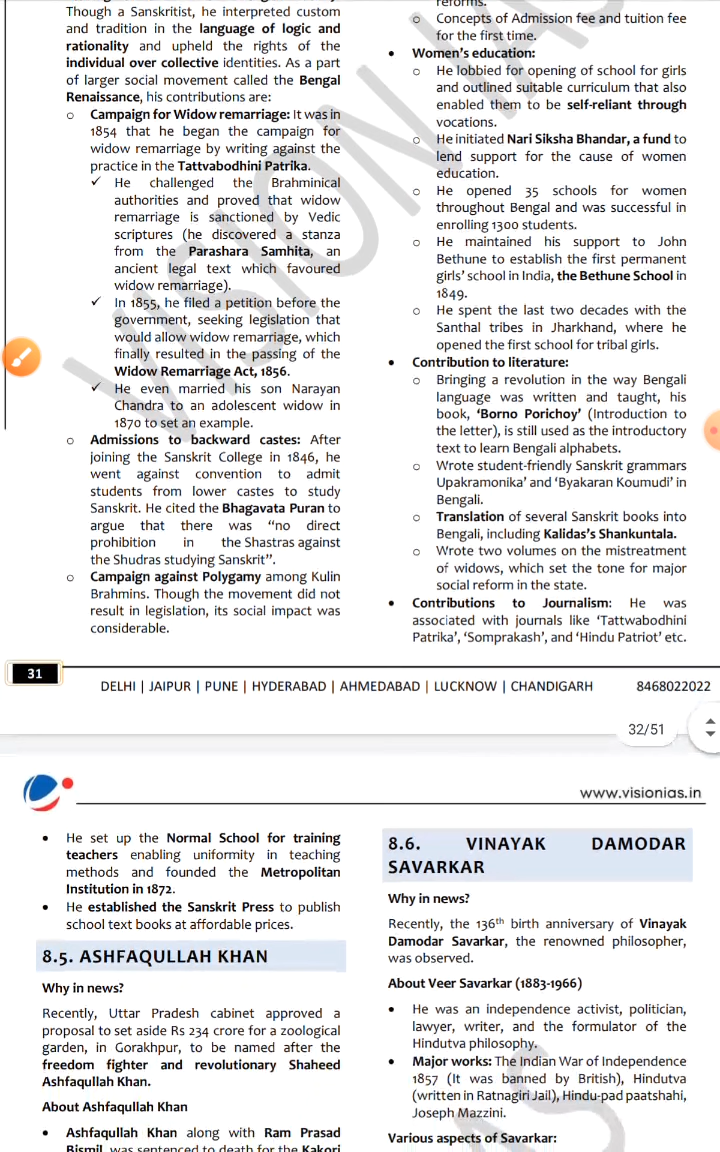 Though a Sanskritist, he interpreted custom
and tradition in the language of logic and
rationality and upheld the rights of the
individual over collective identities. As a part
of larger social movement called the Bengal
Renaissance, his contributions are:
o Campaign for Widow remarriage: It was in
1854 that he began the campaign for
widow remarriage by writing against the
practice in the Tattvabodhini Patrika.
✓ He challenged the Brahminical
authorities and proved that widow
remarriage is sanctioned by Vedic
scriptures (he discovered a stanza
from the Parashara Samhita, an
ancient legal text which favoured
widow remarriage).
✓ In 1855, he filed a petition before the
government, seeking legislation that
would allow widow remarriage, which
finally resulted in the passing of the
Widow Remarriage Act, 1856.
✓ He even married his son Narayan
Chandra to an adolescent widow in
1870 to set an example.
o Admissions to backward castes: After
joining the Sanskrit College in 1846, he
went against convention to admit
students from lower castes to study
Sanskrit. He cited the Bhagavata Puran to
argue that there was “no direct
prohibition in the Shastras against
the Shudras studying Sanskrit”.
o Campaign against Polygamy among Kulin
Brahmins. Though the movement did not
result in legislation, its social impact was
considerable.
reforms.
o Concepts of Admission fee and tuition fee
for the first time.
• Women’s education:
o He lobbied for opening of school for girls
and outlined suitable curriculum that also
enabled them to be self-reliant through
vocations.
o He initiated Nari Siksha Bhandar, a fund to
lend support for the cause of women
education.
o He opened 35 schools for women
throughout Bengal and was successful in
enrolling 1300 students.
o He maintained his support to John
Bethune to establish the first permanent
girls’ school in India, the Bethune School in
1849.
o He spent the last two decades with the
Santhal tribes in Jharkhand, where he
opened the first school for tribal girls.
• Contribution to literature:
o Bringing a revolution in the way Bengali
language was written and taught, his
book, ‘Borno Porichoy’ (Introduction to
the letter), is still used as the introductory
text to learn Bengali alphabets.
o Wrote student-friendly Sanskrit grammars
Upakramonika’ and ‘Byakaran Koumudi’ in
Bengali.
o Translation of several Sanskrit books into
Bengali, including Kalidas’s Shankuntala.
o Wrote two volumes on the mistreatment
of widows, which set the tone for major
social reform in the state.
• Contributions to Journalism: He was
associated with journals like ‘Tattwabodhini
Patrika’, ‘Somprakash’, and ‘Hindu Patriot’ etc.
31
DELHI | JAIPUR | PUNE | HYDERABAD | AHMEDABAD | LUCKNOW | CHANDIGARH 8468022022
32/51
www.visionias.in
• He set up the Normal School for training
teachers enabling uniformity in teaching
methods and founded the Metropolitan
Institution in 1872.
• He established the Sanskrit Press to publish
school text books at affordable prices.
8.5. ASHFAQULLAH KHAN
Why in news?
Recently, Uttar Pradesh cabinet approved a
proposal to set aside Rs 234 crore for a zoological
garden, in Gorakhpur, to be named after the
freedom fighter and revolutionary Shaheed
Ashfaqullah Khan.
About Ashfaqullah Khan
• Ashfaqullah Khan along with Ram Prasad
Bismil, was sentenced to death for the Kakori
8.6. VINAYAK DAMODAR
SAVARKAR
Why in news?
Recently, the 136th birth anniversary of Vinayak
Damodar Savarkar, the renowned philosopher,
was observed.
About Veer Savarkar (1883-1966)
• He was an independence activist, politician,
lawyer, writer, and the formulator of the
Hindutva philosophy.
• Major works: The Indian War of Independence
1857 (It was banned by British), Hindutva
(written in Ratnagiri Jail), Hindu-pad paatshahi,
Joseph Mazzini.
Various aspects of Savarkar:
VISION IAS